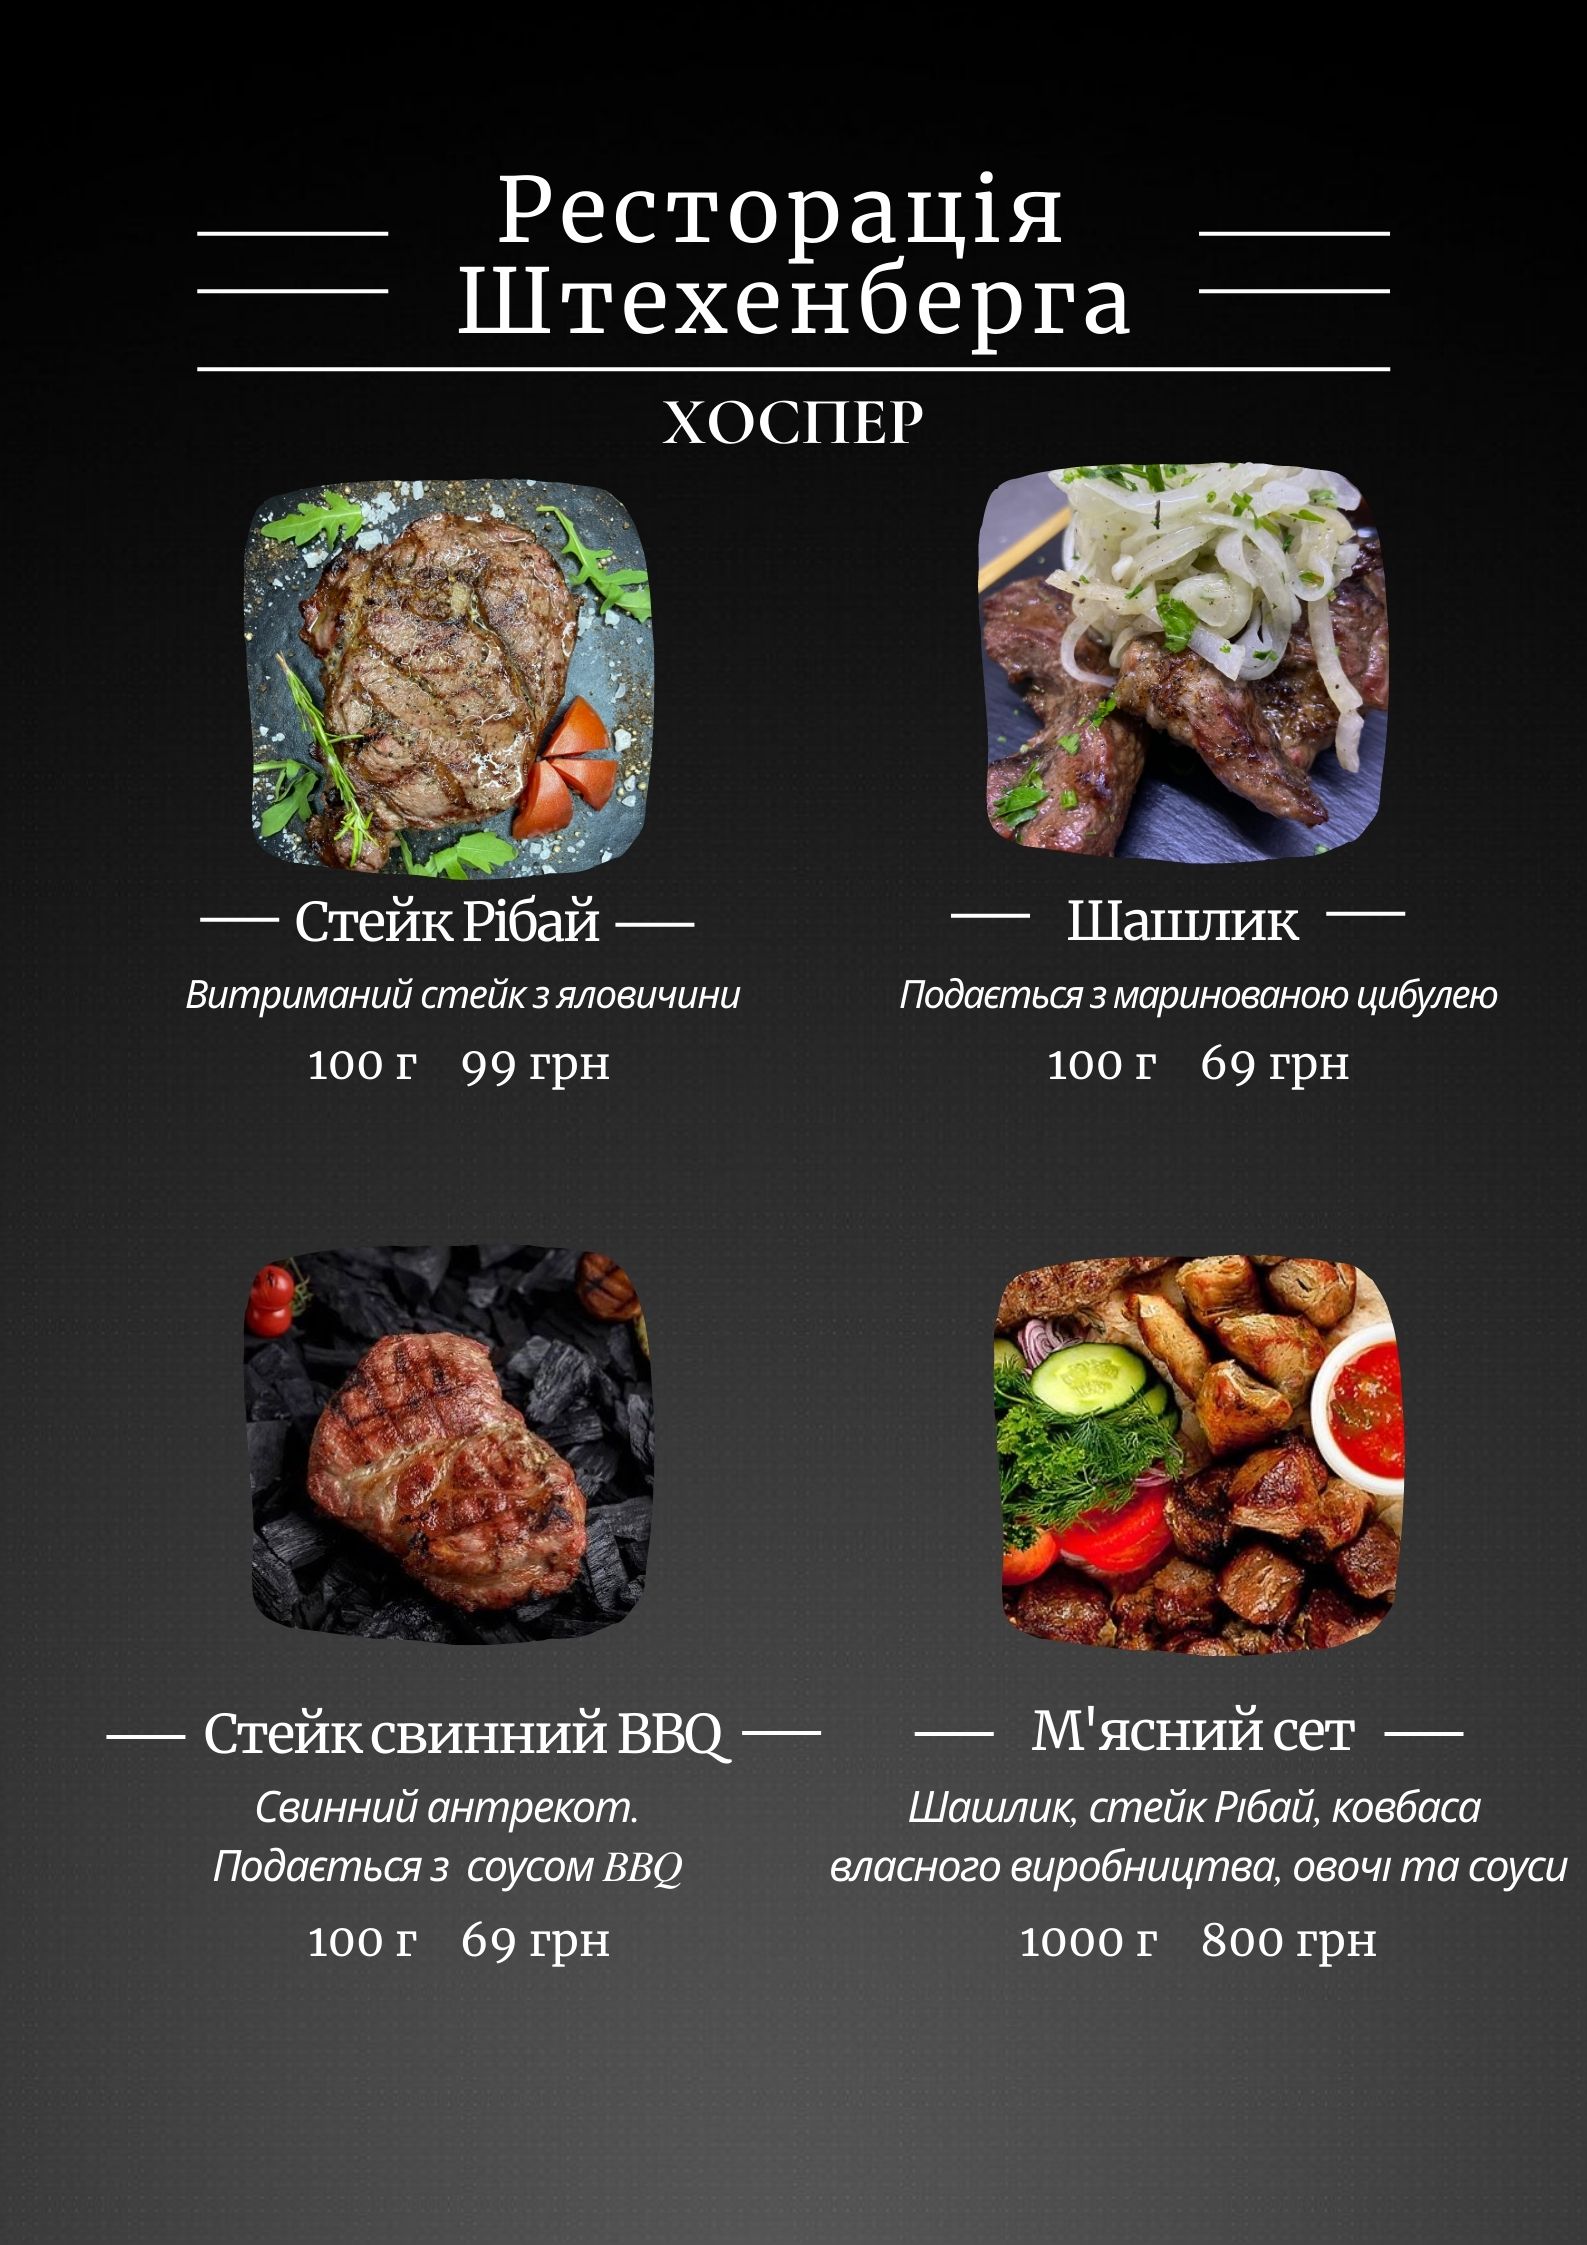 Ресторація
Штехенберга
ХОСПЕР
Стейк Рібай
Витриманий стейк з яловичини
100 г 99 грн
Шашлик
Подається з маринованою цибулею
100 г 69 грн
Стейк свинний BBQ
Свинний антрекот.
Подається з соусом BBQ
100 г 69 грн
М'ясний сет
Шашлик, стейк Рібай, ковбаса
власного виробництва, овочі та соуси
1000 г 800 грн